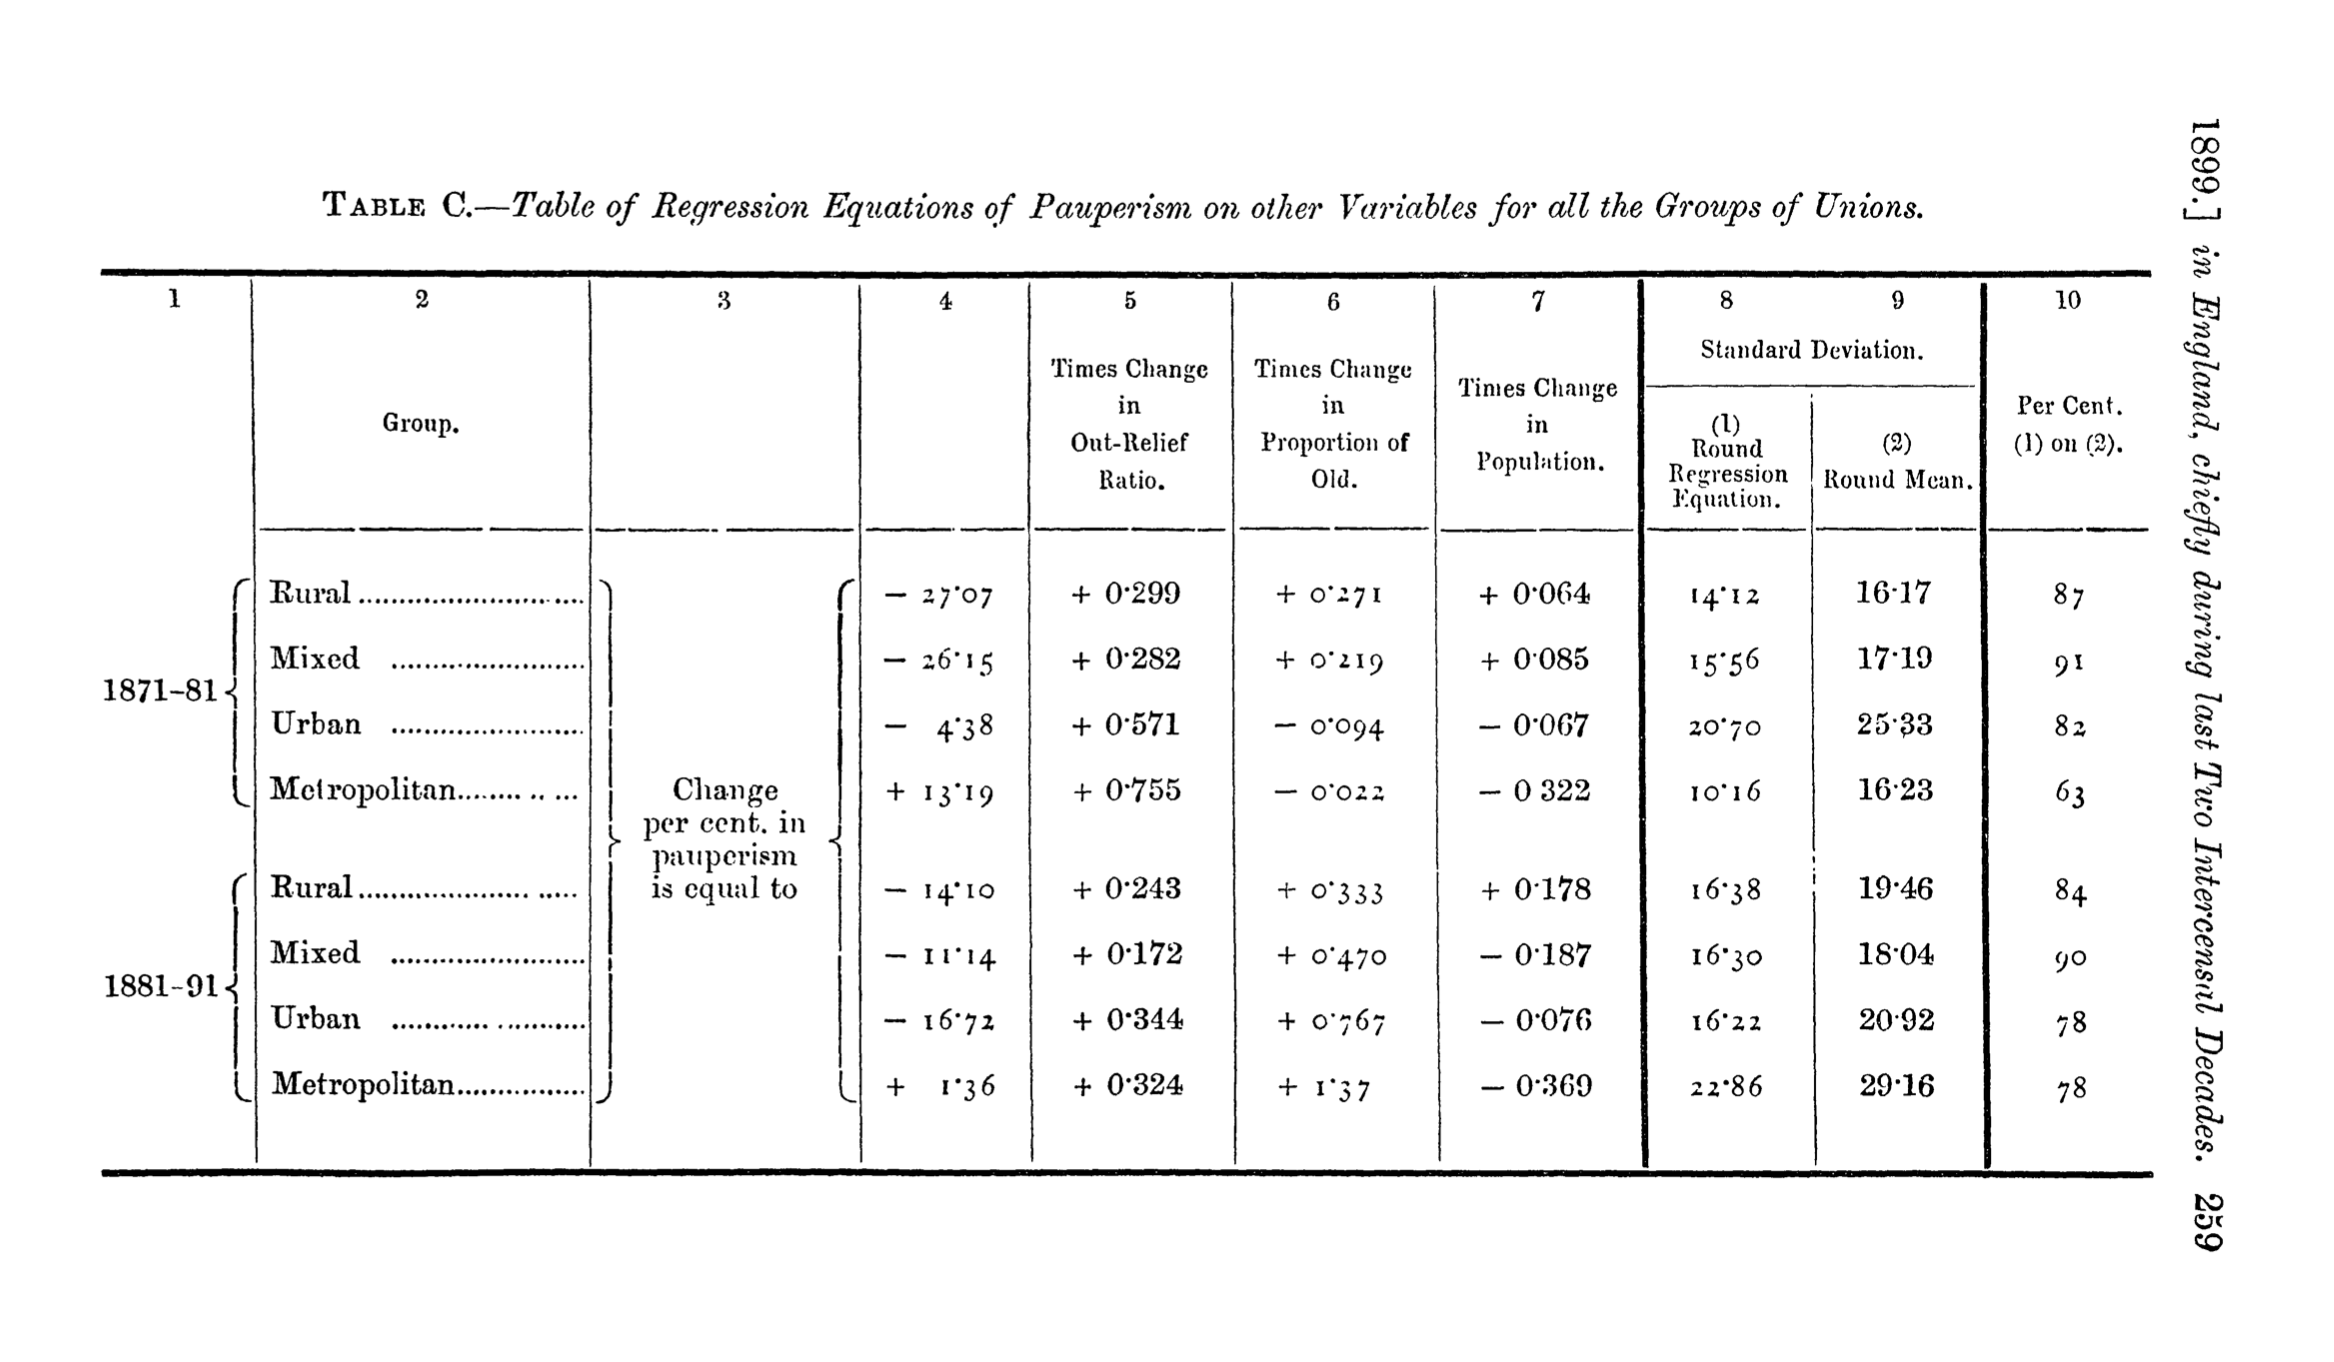 TABLE C.—Table of Regression Equations of Pauperism on other Variables for all the Groups of Unions.
1 2 3 4 5 6 7 8 9 10
Group. Times Change in Out-Relief Ratio. Times Change in Proportion of Old. Times Change in Population. Standard Deviation. Per Cent. (1) on (2).
(1) Round Regression Equation. (2) Round Mean.
1871–81
Rural − 27·07 + 0·299 + 0·271 + 0·064 14·12 16·17 87
Mixed − 26·15 + 0·282 + 0·219 + 0·085 15·56 17·19 91
Urban − 4·38 + 0·571 − 0·094 − 0·067 20·70 25·33 82
Metropolitan + 13·19 + 0·755 − 0·022 − 0 322 10·16 16·23 63
Change
per cent. in
pauperism
is equal to
1881–91
Rural − 14·10 + 0·243 + 0·333 + 0·178 16·38 19·46 84
Mixed − 11·14 + 0·172 + 0·470 − 0·187 16·30 18·04 90
Urban − 16·72 + 0·344 + 0·767 − 0·076 16·22 20·92 78
Metropolitan + 1·36 + 0·324 + 1·37 − 0·369 22·86 29·16 78
1899.] in England, chiefly during last Two Intercensal Decades. 259